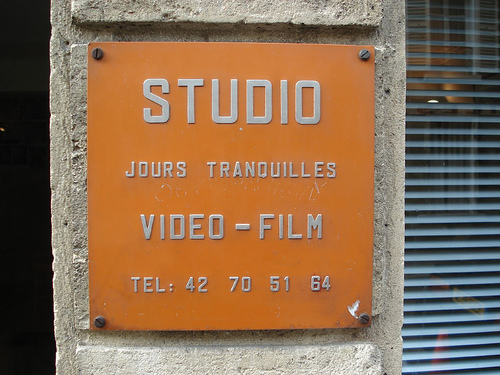 STUDIO
JOURS TRANQUILLES
VIDEO - FILM
TEL: 42 70 51 64